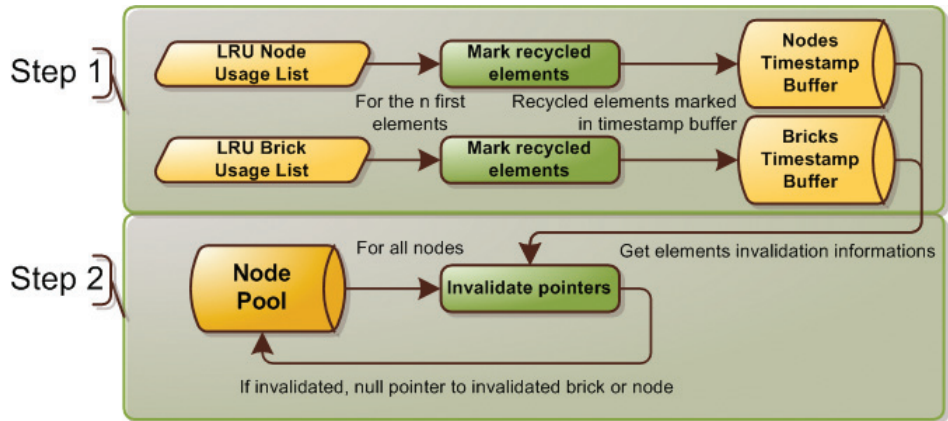 Step 1
LRU Node
Usage List
Mark recycled
elements
Nodes
Timestamp
Buffer
For the n first
elements
Recycled elements marked
in timestamp buffer
LRU Brick
Usage List
Mark recycled
elements
Bricks
Timestamp
Buffer
Step 2
Node
Pool
For all nodes
Invalidate pointers
Get elements invalidation informations
If invalidated, null pointer to invalidated brick or node